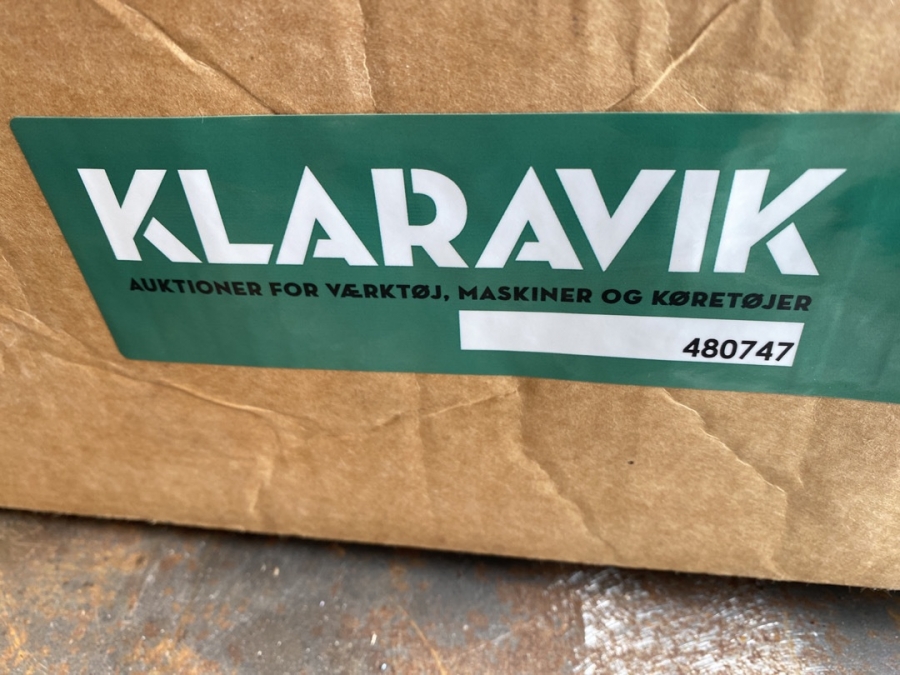 KLARAVIK
AUKTIONER FOR VÆRKTØJ, MASKINER OG KØRETØJER
480747